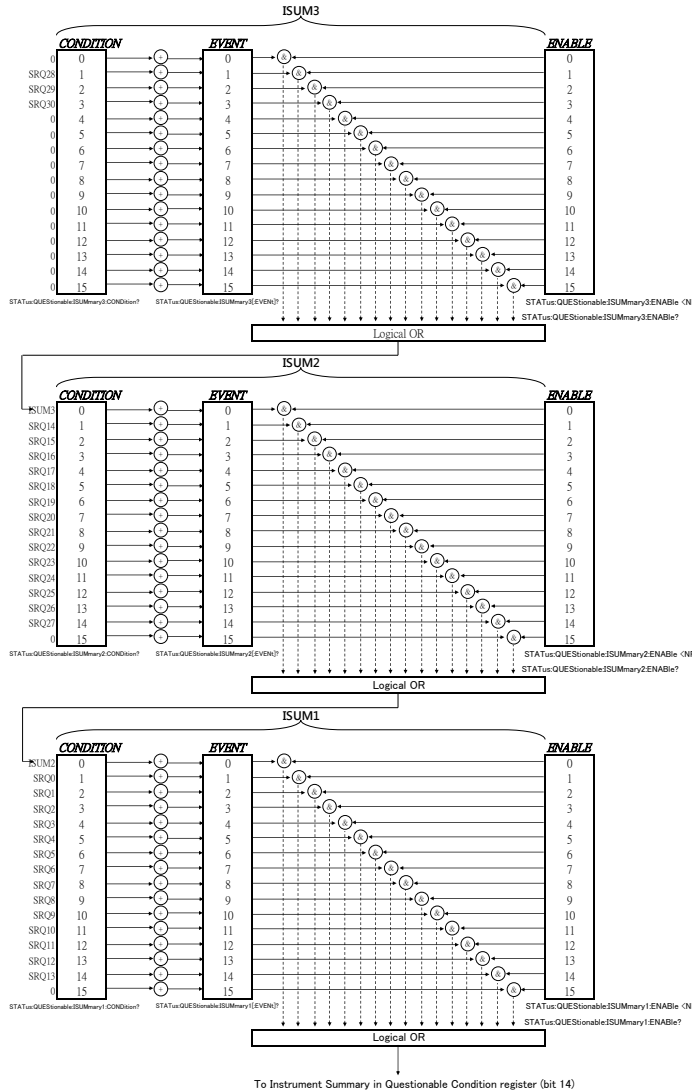 ISUM3
CONDITION EVENT ENABLE
0 0 + 0 & 0
SRQ28 1 + 1 & 1
SRQ29 2 + 2 & 2
SRQ30 3 + 3 & 3
0 4 + 4 & 4
0 5 + 5 & 5
0 6 + 6 & 6
0 7 + 7 & 7
0 8 + 8 & 8
0 9 + 9 & 9
0 10 + 10 & 10
0 11 + 11 & 11
0 12 + 12 & 12
0 13 + 13 & 13
0 14 + 14 & 14
0 15 + 15 & 15
STATus:QUEStionable:ISUMmary3:CONDition? STATus:QUEStionable:ISUMmary3[:EVENt]? STATus:QUEStionable:ISUMmary3:ENABle <N
STATus:QUEStionable:ISUMmary3:ENABle?
Logical OR
ISUM2
CONDITION EVENT ENABLE
ISUM3 0 + 0 & 0
SRQ14 1 + 1 & 1
SRQ15 2 + 2 & 2
SRQ16 3 + 3 & 3
SRQ17 4 + 4 & 4
SRQ18 5 + 5 & 5
SRQ19 6 + 6 & 6
SRQ20 7 + 7 & 7
SRQ21 8 + 8 & 8
SRQ22 9 + 9 & 9
SRQ23 10 + 10 & 10
SRQ24 11 + 11 & 11
SRQ25 12 + 12 & 12
SRQ26 13 + 13 & 13
SRQ27 14 + 14 & 14
0 15 + 15 & 15
STATus:QUEStionable:ISUMmary2:CONDition? STATus:QUEStionable:ISUMmary2[:EVENt]? STATus:QUEStionable:ISUMmary2:ENABle <NR
STATus:QUEStionable:ISUMmary2:ENABle?
Logical OR
ISUM1
CONDITION EVENT ENABLE
ISUM2 0 + 0 & 0
SRQ0 1 + 1 & 1
SRQ1 2 + 2 & 2
SRQ2 3 + 3 & 3
SRQ3 4 + 4 & 4
SRQ4 5 + 5 & 5
SRQ5 6 + 6 & 6
SRQ6 7 + 7 & 7
SRQ7 8 + 8 & 8
SRQ8 9 + 9 & 9
SRQ9 10 + 10 & 10
SRQ10 11 + 11 & 11
SRQ11 12 + 12 & 12
SRQ12 13 + 13 & 13
SRQ13 14 + 14 & 14
0 15 + 15 & 15
STATus:QUEStionable:ISUMmary1:CONDition? STATus:QUEStionable:ISUMmary1[:EVENt]? STATus:QUEStionable:ISUMmary1:ENABle <N
STATus:QUEStionable:ISUMmary1:ENABle?
Logical OR
To Instrument Summary in Questionable Condition register (bit 14)